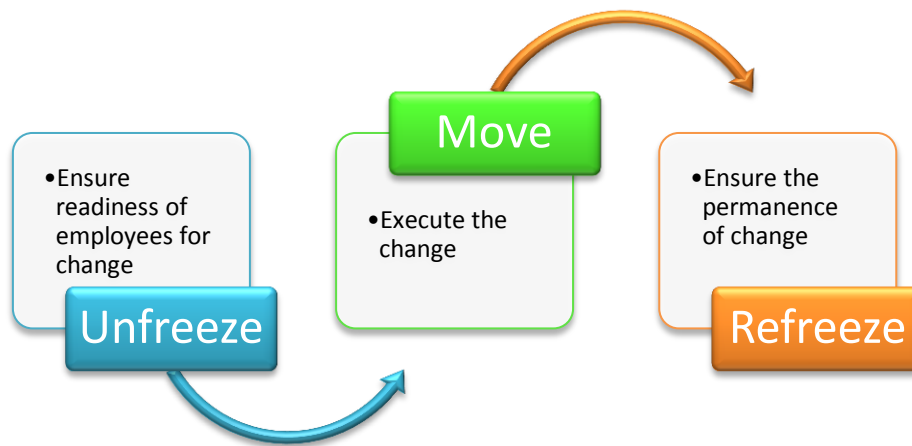 •Ensure
readiness of
employees for
change
Unfreeze
Move
•Execute the
change
•Ensure the
permanence
of change
Refreeze